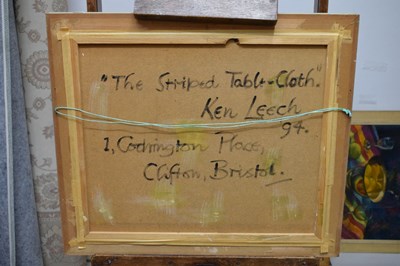 "The Striped Table-Cloth."
Ken Leech
94.
1, Codrington Place,
Clifton, Bristol.